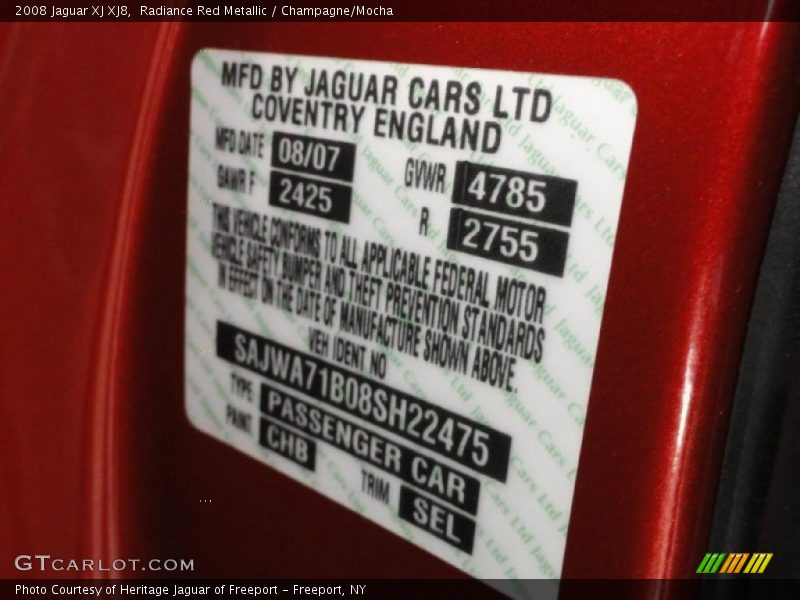 2008 Jaguar XJ XJ8,  Radiance Red Metallic / Champagne/Mocha
MFD BY JAGUAR CARS LTD
COVENTRY ENGLAND
MFD DATE 08/07 GVWR 4785
GAWR F 2425 R 2755
THIS VEHICLE CONFORMS TO ALL APPLICABLE FEDERAL MOTOR
VEHICLE SAFETY BUMPER AND THEFT PREVENTION STANDARDS
IN EFFECT ON THE DATE OF MANUFACTURE SHOWN ABOVE.
VEH IDENT NO
SAJWA71B08SH22475
TYPE PASSENGER CAR
PAINT CHB TRIM SEL
GTCARLOT.COM
Photo Courtesy of Heritage Jaguar of Freeport – Freeport, NY